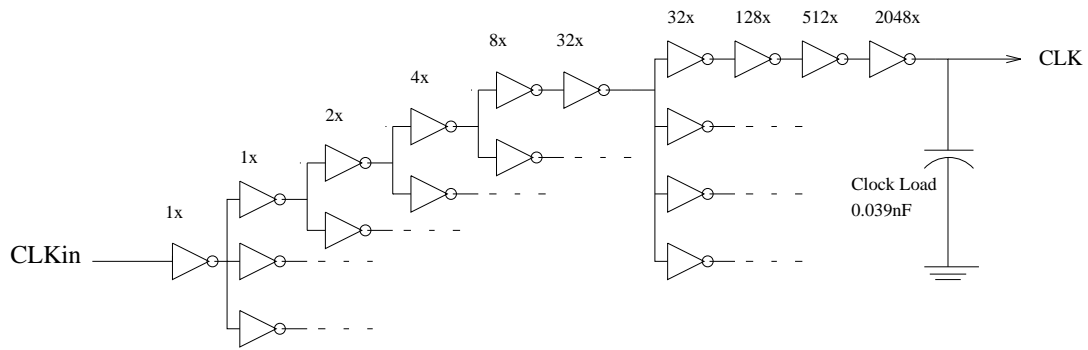 32x 128x 512x 2048x
8x 32x
CLK
4x
2x
1x
Clock Load
0.039nF
1x
CLKin